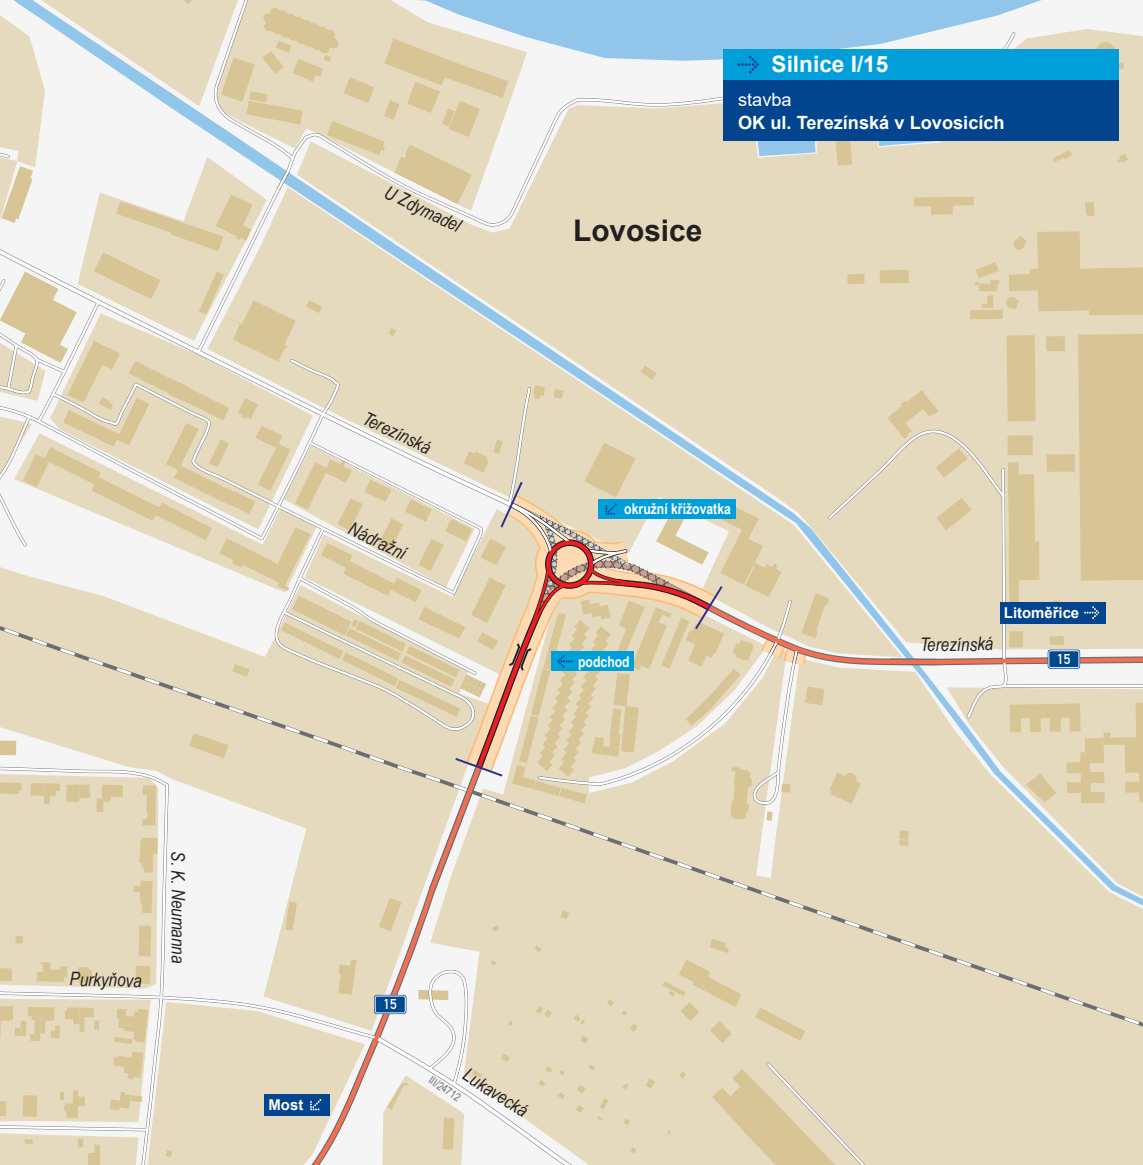 Silnice I/15
stavba
OK ul. Terezínská v Lovosicích
U Zdymadel
Lovosice
Terezínská
okružní křižovatka
Nádražní
Litoměřice
Terezínská
15
podchod
S. K. Neumanna
Purkyňova
15
Lukavecká
III/24712
Most